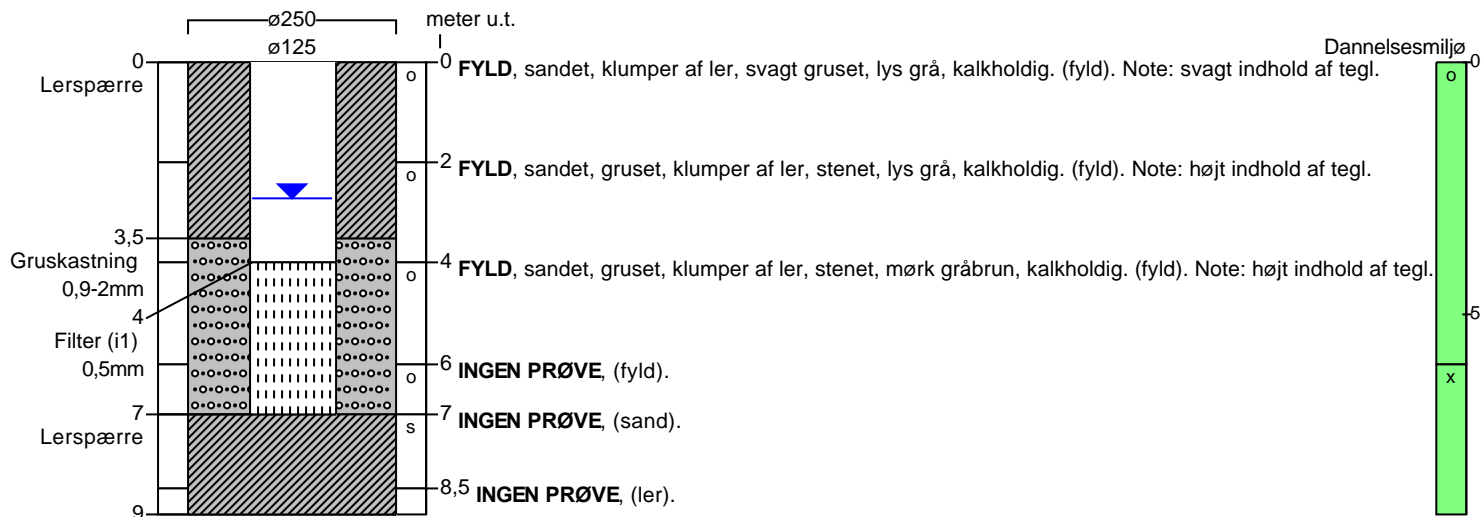 ø250
meter u.t.
ø125
Dannelsesmiljø
0
0
o
FYLD, sandet, klumper af ler, svagt gruset, lys grå, kalkholdig. (fyld). Note: svagt indhold af tegl.
o
0
Lerspærre
2
o
FYLD, sandet, gruset, klumper af ler, stenet, lys grå, kalkholdig. (fyld). Note: højt indhold af tegl.
3,5
Gruskastning
0,9-2mm
4
o
FYLD, sandet, gruset, klumper af ler, stenet, mørk gråbrun, kalkholdig. (fyld). Note: højt indhold af tegl.
4
5
Filter (i1)
0,5mm
6
o
INGEN PRØVE, (fyld).
x
7
7
s
INGEN PRØVE, (sand).
Lerspærre
8,5
INGEN PRØVE, (ler).
9